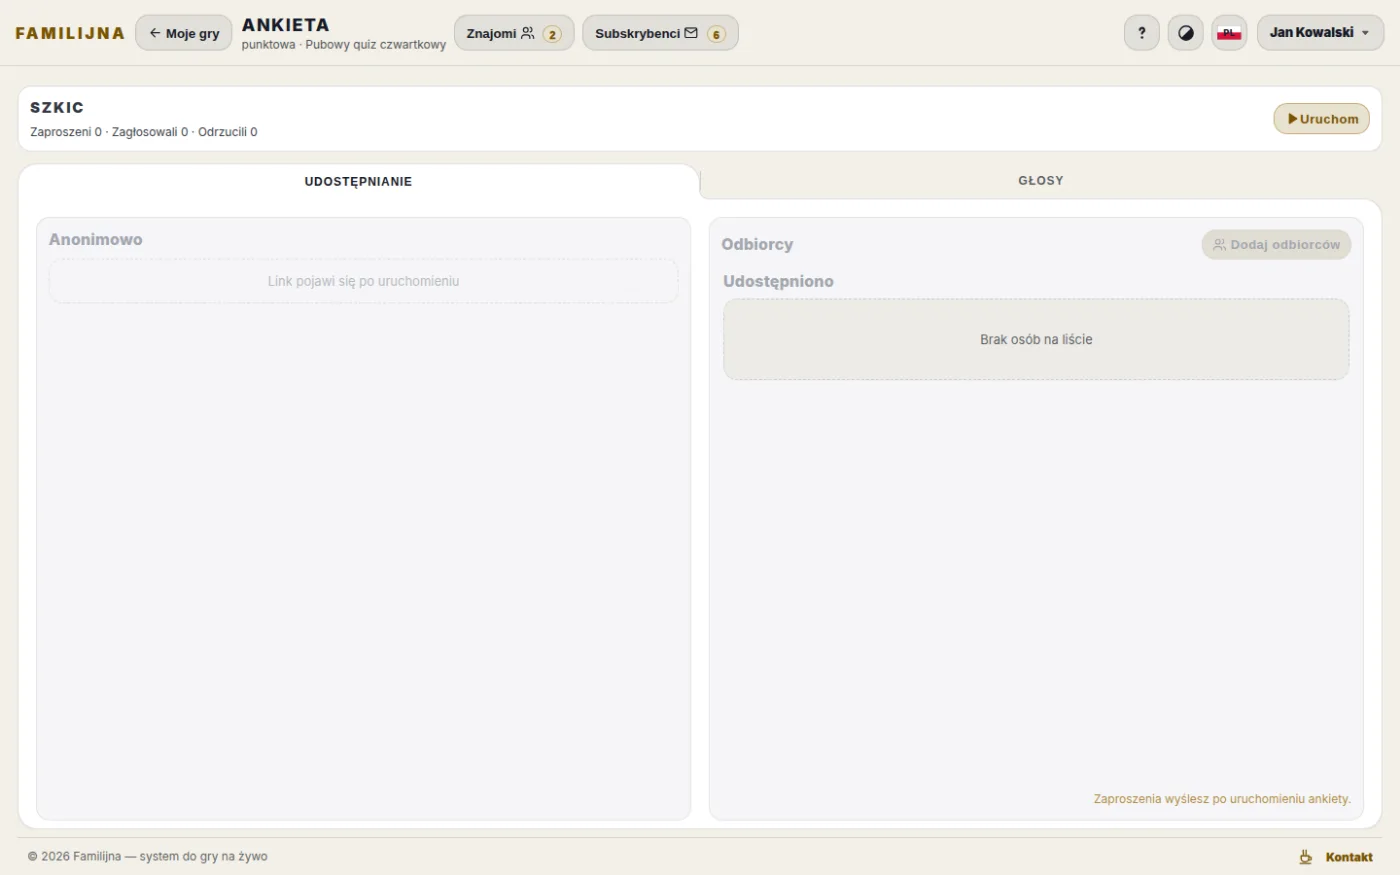 FAMILIJNA
← Moje gry
ANKIETA
punktowa · Pubowy quiz czwartkowy
Znajomi 2
Subskrybenci 6
?
PL
Jan Kowalski
SZKIC
Zaproszeni 0 · Zagłosowali 0 · Odrzucili 0
Uruchom
UDOSTĘPNIANIE
GŁOSY
Anonimowo
Link pojawi się po uruchomieniu
Odbiorcy
Dodaj odbiorców
Udostępniono
Brak osób na liście
Zaproszenia wyślesz po uruchomieniu ankiety.
© 2026 Familijna — system do gry na żywo
Kontakt